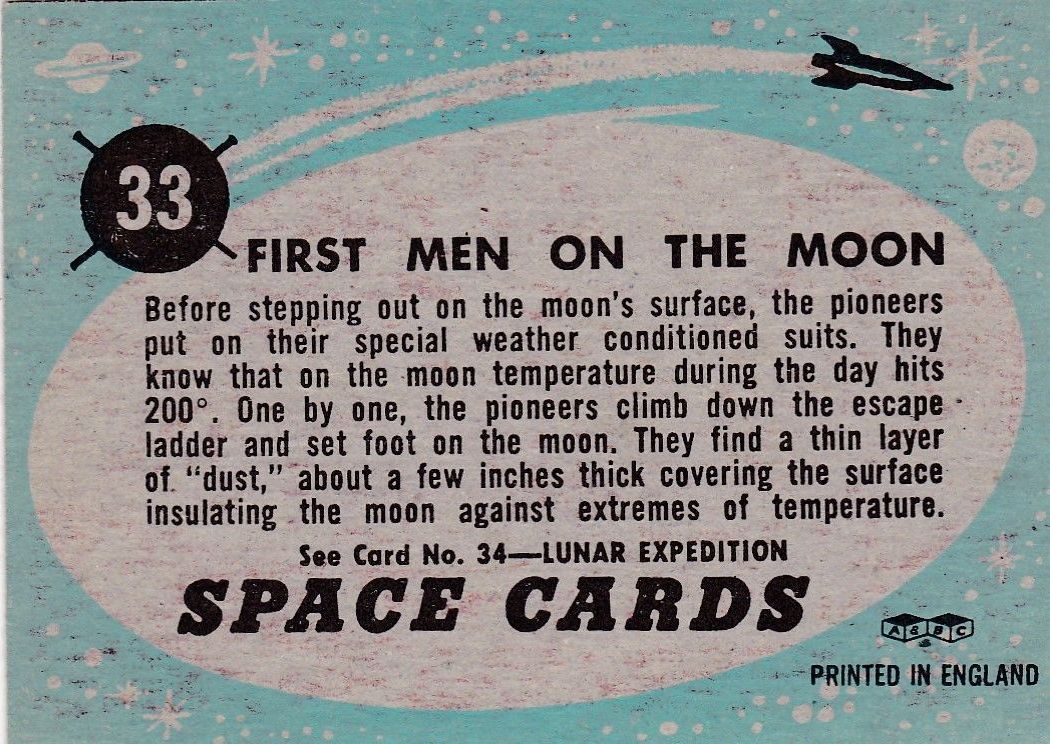 33
FIRST MEN ON THE MOON
Before stepping out on the moon's surface, the pioneers
put on their special weather conditioned suits. They
know that on the moon temperature during the day hits
200°. One by one, the pioneers climb down the escape
ladder and set foot on the moon. They find a thin layer
of "dust," about a few inches thick covering the surface
insulating the moon against extremes of temperature.
See Card No. 34—LUNAR EXPEDITION
SPACE CARDS
A&BC
PRINTED IN ENGLAND